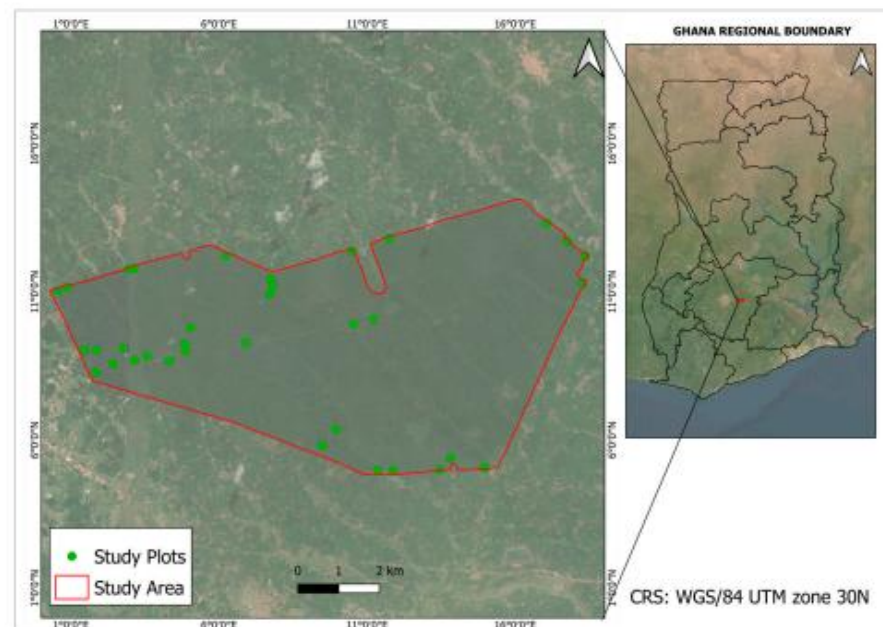 1°0'0"E 6°0'0"E 11°0'0"E 16°0'0"E
GHANA REGIONAL BOUNDARY
16°0'0"N 16°0'0"N
11°0'0"N 11°0'0"N
6°0'0"N 6°0'0"N
1°0'0"N 1°0'0"N
Study Plots
Study Area
0 1 2 km
CRS: WGS/84 UTM zone 30N
1°0'0"E 6°0'0"E 11°0'0"E 16°0'0"E